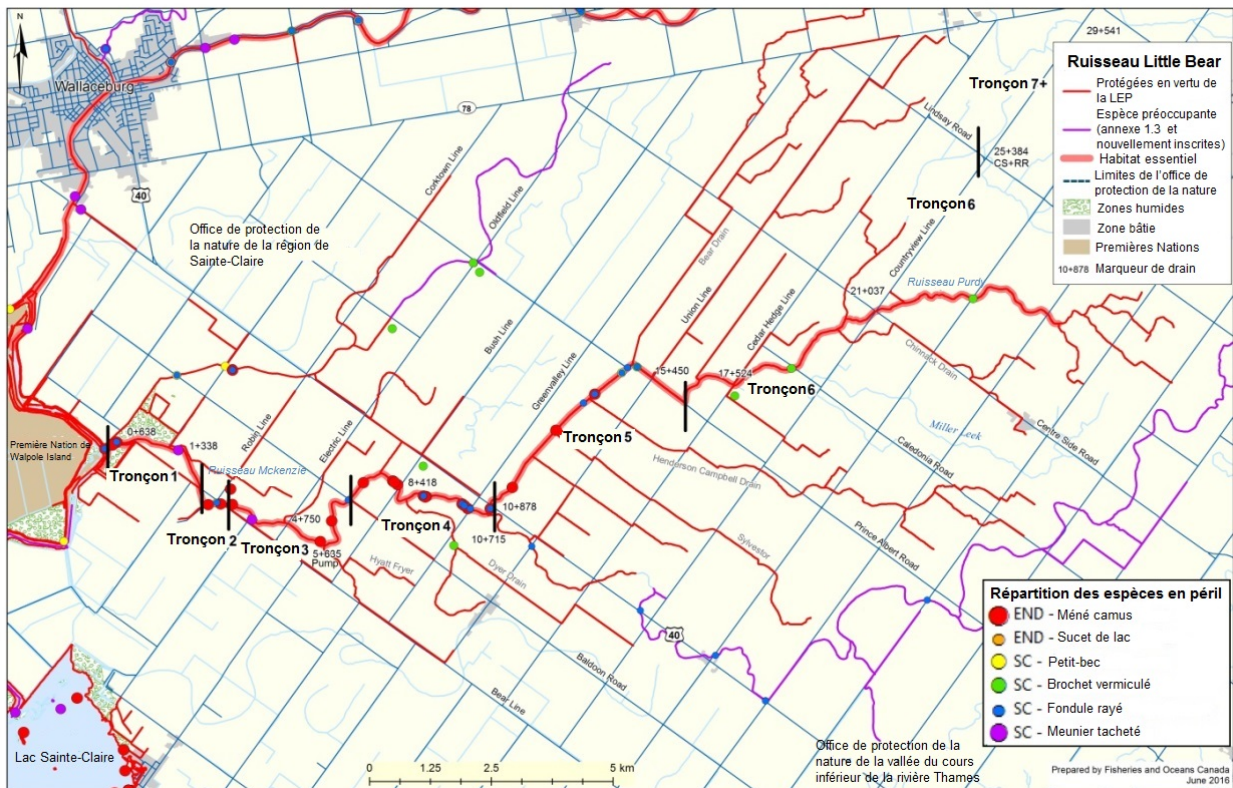 N
Wallaceburg
78
40
Corktown Line
Oldfield Line
Office de protection de
la nature de la région de
Sainte-Claire
Bush Line
Greenvalley Line
Bear Drain
Union Line
Cedar Hedge Line
Countryview Line
Lindsay Road
29+541
Tronçon 7+
25+384
CS+RR
Tronçon 6
21+037
Ruisseau Purdy
15+450
17+524
Tronçon 6
Chinnack Drain
Centre Side Road
Miller Leek
Caledonia Road
Prince Albert Road
Première Nation de
Walpole Island
0+638
1+338
Tronçon 1
Robin Line
Electric Line
Ruisseau Mckenzie
Tronçon 2
Tronçon 3
4+750
5+635
Pump
8+418
Tronçon 4
10+878
10+715
Tronçon 5
Henderson Campbell Drain
Sylvestor
Hyatt Fryer
Dyer Drain
40
Baldoon Road
Bear Line
Lac Sainte-Claire
0 1.25 2.5 5 km
Office de protection de la
nature de la vallée du cours
inférieur de la rivière Thames
Ruisseau Little Bear
Protégées en vertu de
la LEP
Espèce préoccupante
(annexe 1.3 et
nouvellement inscrites)
Habitat essentiel
Limites de l'office de
protection de la nature
Zones humides
Zone bâtie
Premières Nations
10+878 Marqueur de drain
Répartition des espèces en péril
END - Méné camus
END - Sucet de lac
SC - Petit-bec
SC - Brochet vermiculé
SC - Fondule rayé
SC - Meunier tacheté
Prepared by Fisheries and Oceans Canada
June 2016